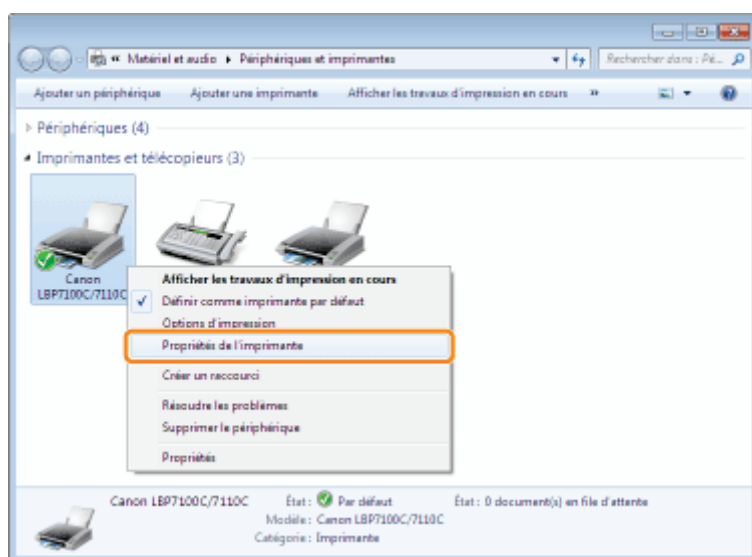 « Matériel et audio ▸ Périphériques et imprimantes
Rechercher dans : Pé...
Ajouter un périphérique Ajouter une imprimante Afficher les travaux d'impression en cours »
Périphériques (4)
Imprimantes et télécopieurs (3)
Canon
LBP7100C/7110C
Afficher les travaux d'impression en cours
Définir comme imprimante par défaut
Options d'impression
Propriétés de l'imprimante
Créer un raccourci
Résoudre les problèmes
Supprimer le périphérique
Propriétés
Canon LBP7100C/7110C État : Par défaut État : 0 document(s) en file d'attente
Modèle : Canon LBP7100C/7110C
Catégorie : Imprimante